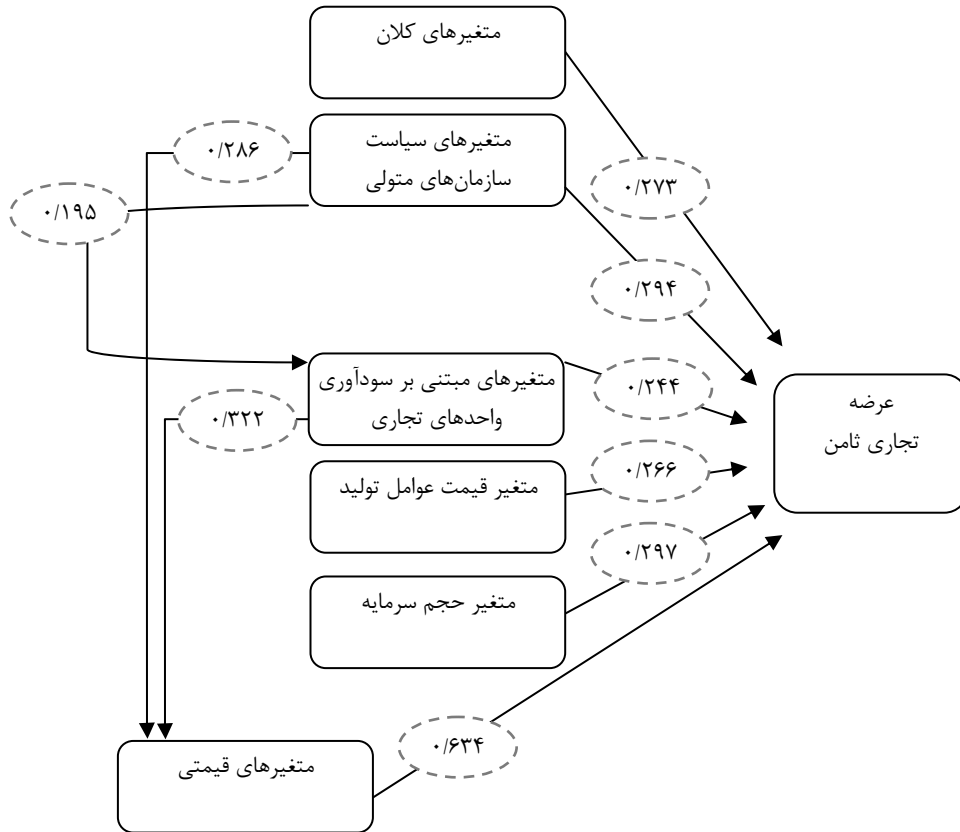 متغیرهای کلان
متغیرهای سیاست
سازمان‌های متولی
۰/۲۸۶
۰/۱۹۵
۰/۲۷۳
۰/۲۹۴
متغیرهای مبتنی بر سودآوری
واحدهای تجاری
۰/۲۴۴
۰/۳۲۲
عرضه
تجاری ثامن
متغیر قیمت عوامل تولید
۰/۲۶۶
۰/۲۹۷
متغیر حجم سرمایه
۰/۶۳۴
متغیرهای قیمتی